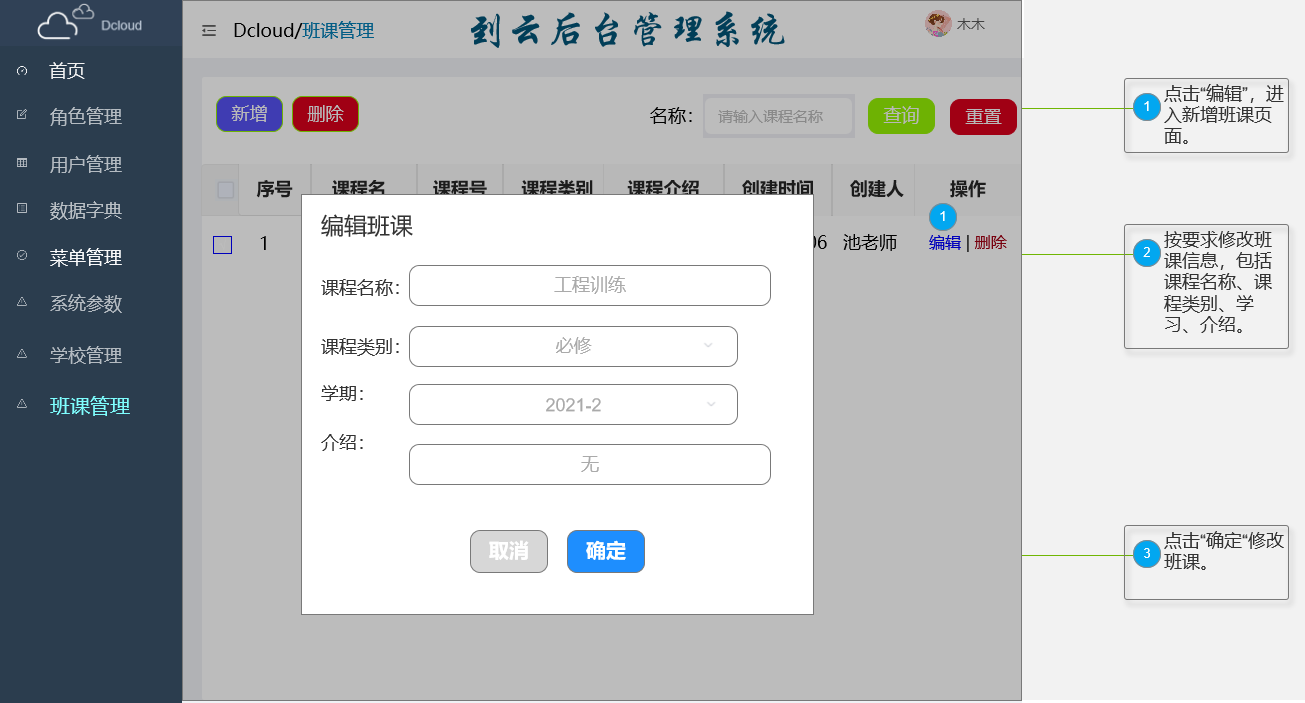 Dcloud
首页
角色管理
用户管理
数据字典
菜单管理
系统参数
学校管理
班课管理
Dcloud/班课管理
到云后台管理系统
木木
新增
删除
名称：
请输入课程名称
查询
重置
序号 课程名 课程号 课程类别 课程介绍 创建时间 创建人 操作
1
1 06 池老师 编辑 | 删除
编辑班课
课程名称：
工程训练
课程类别：
必修
学期：
2021-2
介绍：
无
取消
确定
1
点击“编辑”，进
入新增班课页
面。
2
按要求修改班
课信息，包括
课程名称、课
程类别、学
习、介绍。
3
点击“确定“修改
班课。